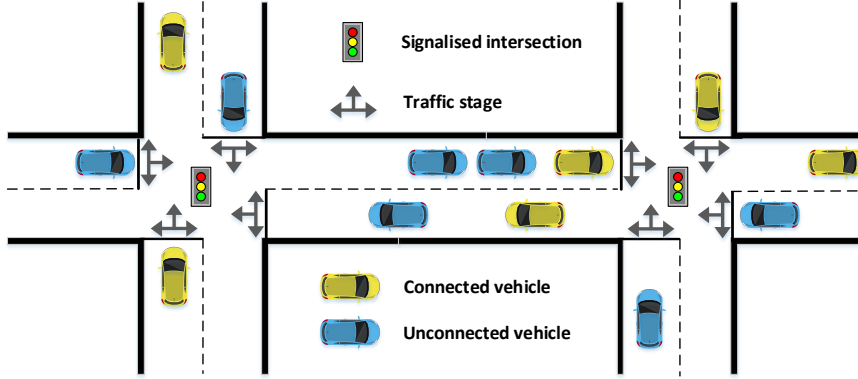 Signalised intersection
Traffic stage
Connected vehicle
Unconnected vehicle